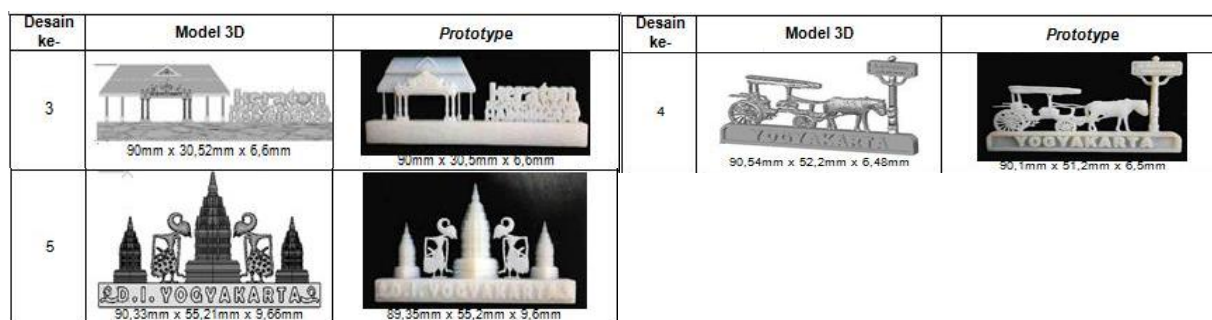 Desain ke-
Model 3D
Prototype
3
keraton
90mm x 30,52mm x 6,6mm
keraton
90mm x 30,5mm x 6,6mm
5
D.I. YOGYAKARTA
90,33mm x 55,21mm x 9,66mm
D.I. YOGYAKARTA
89,35mm x 55,2mm x 9,6mm
Desain ke-
Model 3D
Prototype
4
YOGYAKARTA
90,54mm x 52,2mm x 6,48mm
YOGYAKARTA
90,1mm x 51,2mm x 6,5mm